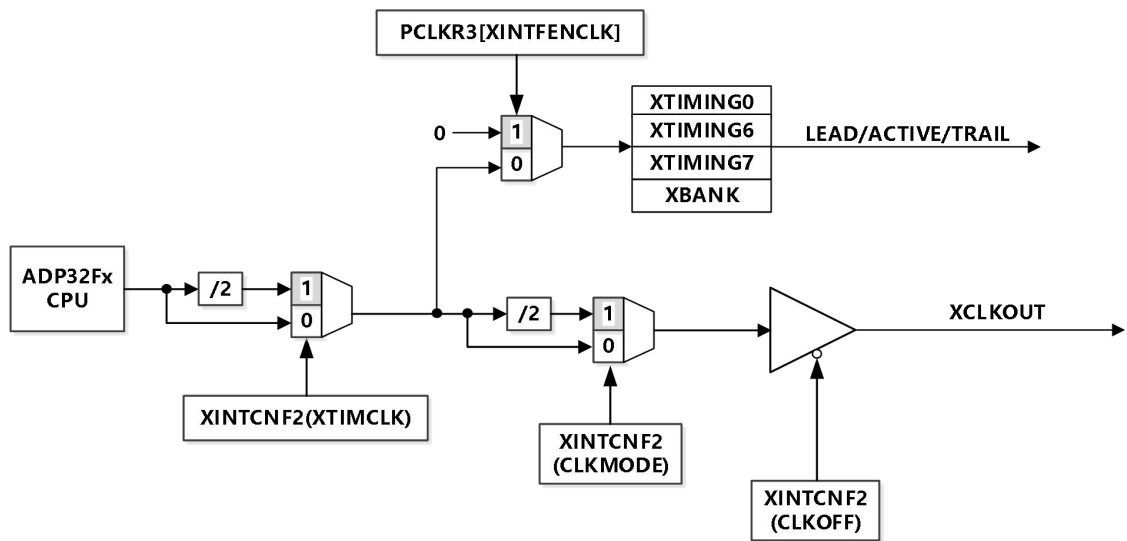 PCLKR3[XINTFENCLK]
0
1
0
XTIMING0
XTIMING6
XTIMING7
XBANK
LEAD/ACTIVE/TRAIL
ADP32Fx
CPU
/2
1
0
/2
1
0
XCLKOUT
XINTCNF2(XTIMCLK)
XINTCNF2
(CLKMODE)
XINTCNF2
(CLKOFF)